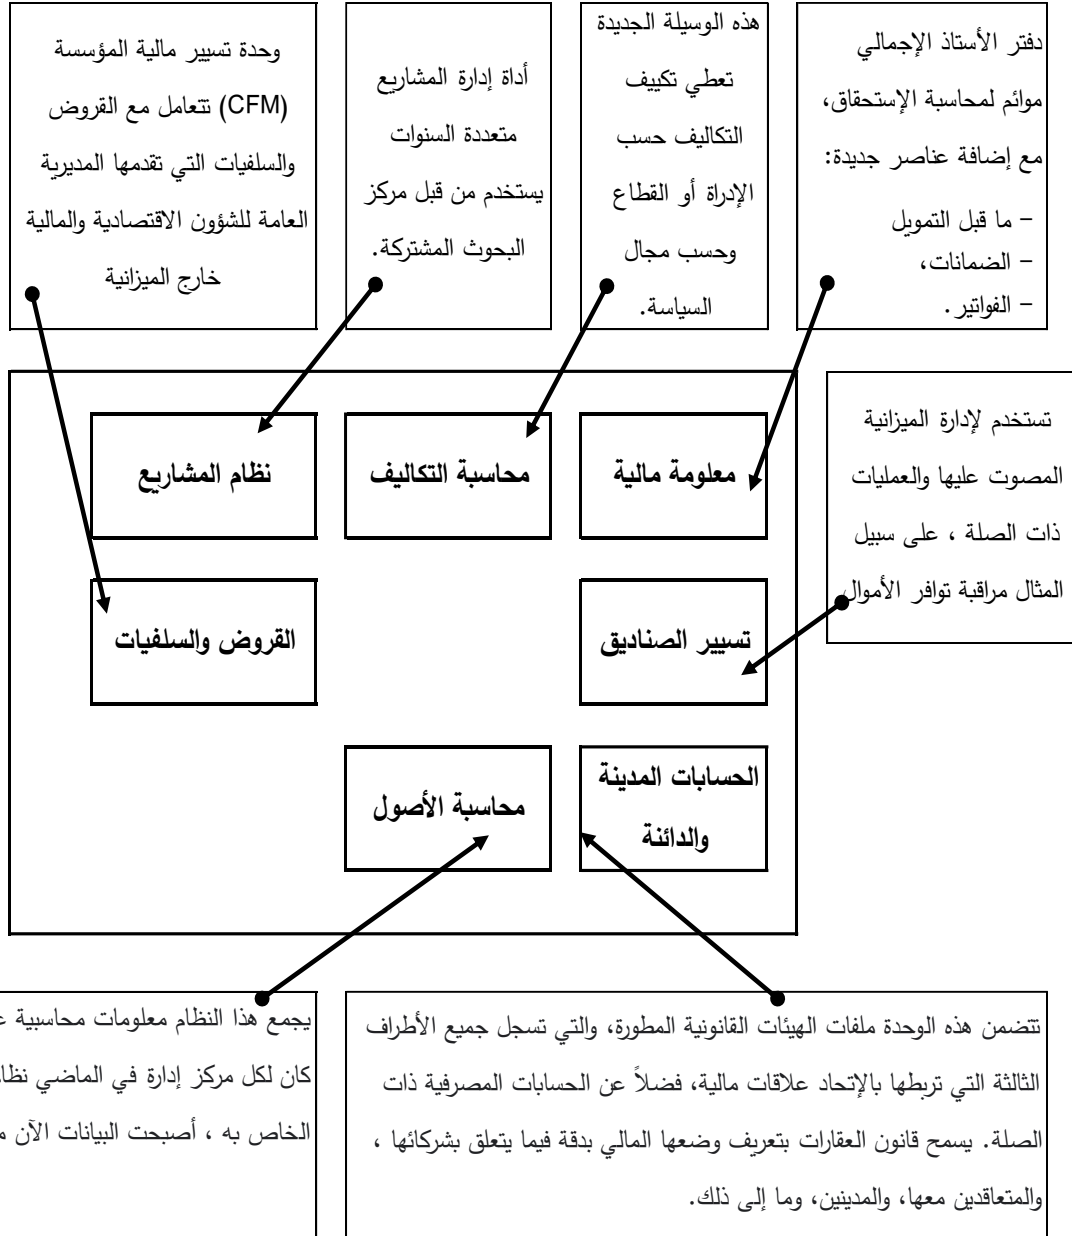 دفتر الأستاذ الإجمالي
موائم لمحاسبة الإستحقاق،
مع إضافة عناصر جديدة:
- ما قبل التمويل
- الضمانات،
- الفواتير.
هذه الوسيلة الجديدة
تعطي تكييف
التكاليف حسب
الإدراة أو القطاع
وحسب مجال
السياسة.
أداة إدارة المشاريع
متعددة السنوات
يستخدم من قبل مركز
البحوث المشتركة.
وحدة تسيير مالية المؤسسة
(CFM) تتعامل مع القروض
والسلفيات التي تقدمها المديرية
العامة للشؤون الاقتصادية والمالية
خارج الميزانية
تستخدم لإدارة الميزانية
المصوت عليها والعمليات
ذات الصلة ، على سبيل
المثال مراقبة توافر الأموال
معلومة مالية
محاسبة التكاليف
نظام المشاريع
تسيير الصناديق
القروض والسلفيات
الحسابات المدينة
والدائنة
محاسبة الأصول
تتضمن هذه الوحدة ملفات الهيئات القانونية المطورة، والتي تسجل جميع الأطراف
الثالثة التي تربطها بالإتحاد علاقات مالية، فضلاً عن الحسابات المصرفية ذات
الصلة. يسمح قانون العقارات بتعريف وضعها المالي بدقة فيما يتعلق بشركائها ،
والمتعاقدين معها، والمدينين، وما إلى ذلك.
يجمع هذا النظام معلومات محاسبية
كان لكل مركز إدارة في الماضي
الخاص به ، أصبحت البيانات الآن